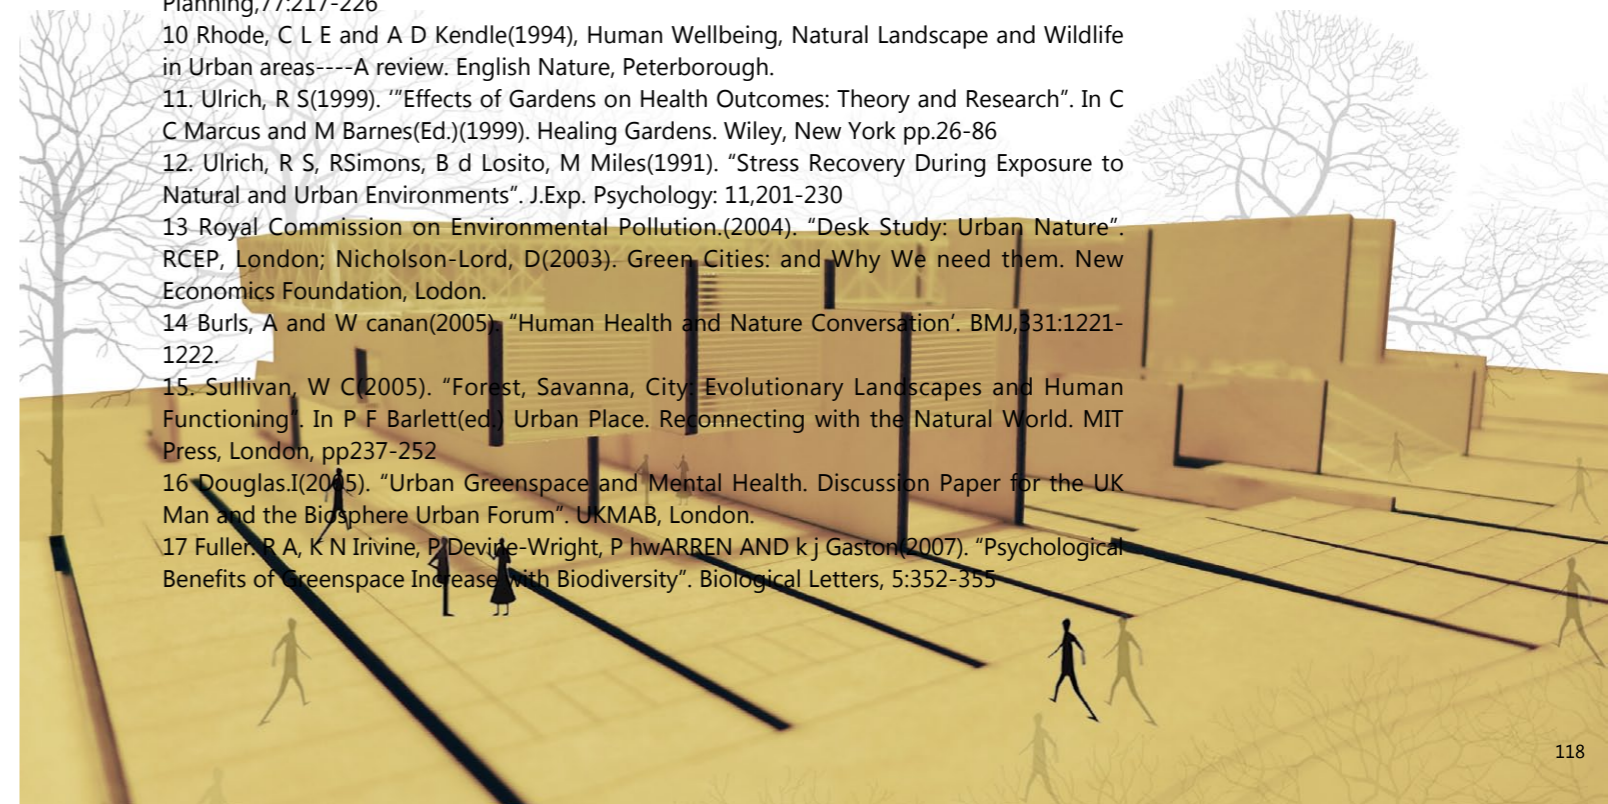 Planning,77:217-226
10 Rhode, C L E and A D Kendle(1994), Human Wellbeing, Natural Landscape and Wildlife
in Urban areas----A review. English Nature, Peterborough.
11. Ulrich, R S(1999). ‘”Effects of Gardens on Health Outcomes: Theory and Research”. In C
C Marcus and M Barnes(Ed.)(1999). Healing Gardens. Wiley, New York pp.26-86
12. Ulrich, R S, RSimons, B d Losito, M Miles(1991). “Stress Recovery During Exposure to
Natural and Urban Environments”. J.Exp. Psychology: 11,201-230
13 Royal Commission on Environmental Pollution.(2004). “Desk Study: Urban Nature”.
RCEP, London; Nicholson-Lord, D(2003). Green Cities: and Why We need them. New
Economics Foundation, Lodon.
14 Burls, A and W canan(2005). “Human Health and Nature Conversation‘. BMJ,331:1221-
1222.
15. Sullivan, W C(2005). “Forest, Savanna, City: Evolutionary Landscapes and Human
Functioning”. In P F Barlett(ed.) Urban Place. Reconnecting with the Natural World. MIT
Press, London, pp237-252
16 Douglas.I(2005). “Urban Greenspace and Mental Health. Discussion Paper for the UK
Man and the Biosphere Urban Forum“. UKMAB, London.
17 Fuller. R A, K N Irivine, P Devine-Wright, P hwARREN AND k j Gaston(2007). “Psychological
Benefits of Greenspace Increase with Biodiversity”. Biological Letters, 5:352-355
118